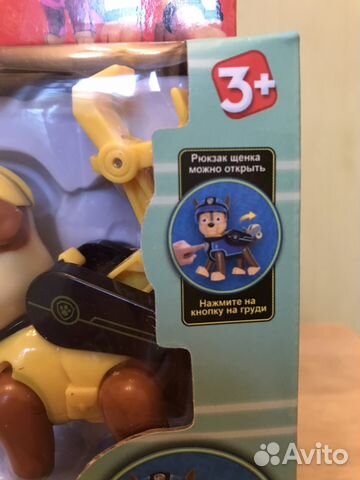 3+
Рюкзак щенка
можно открыть
Нажмите на
кнопку на груди
Avito